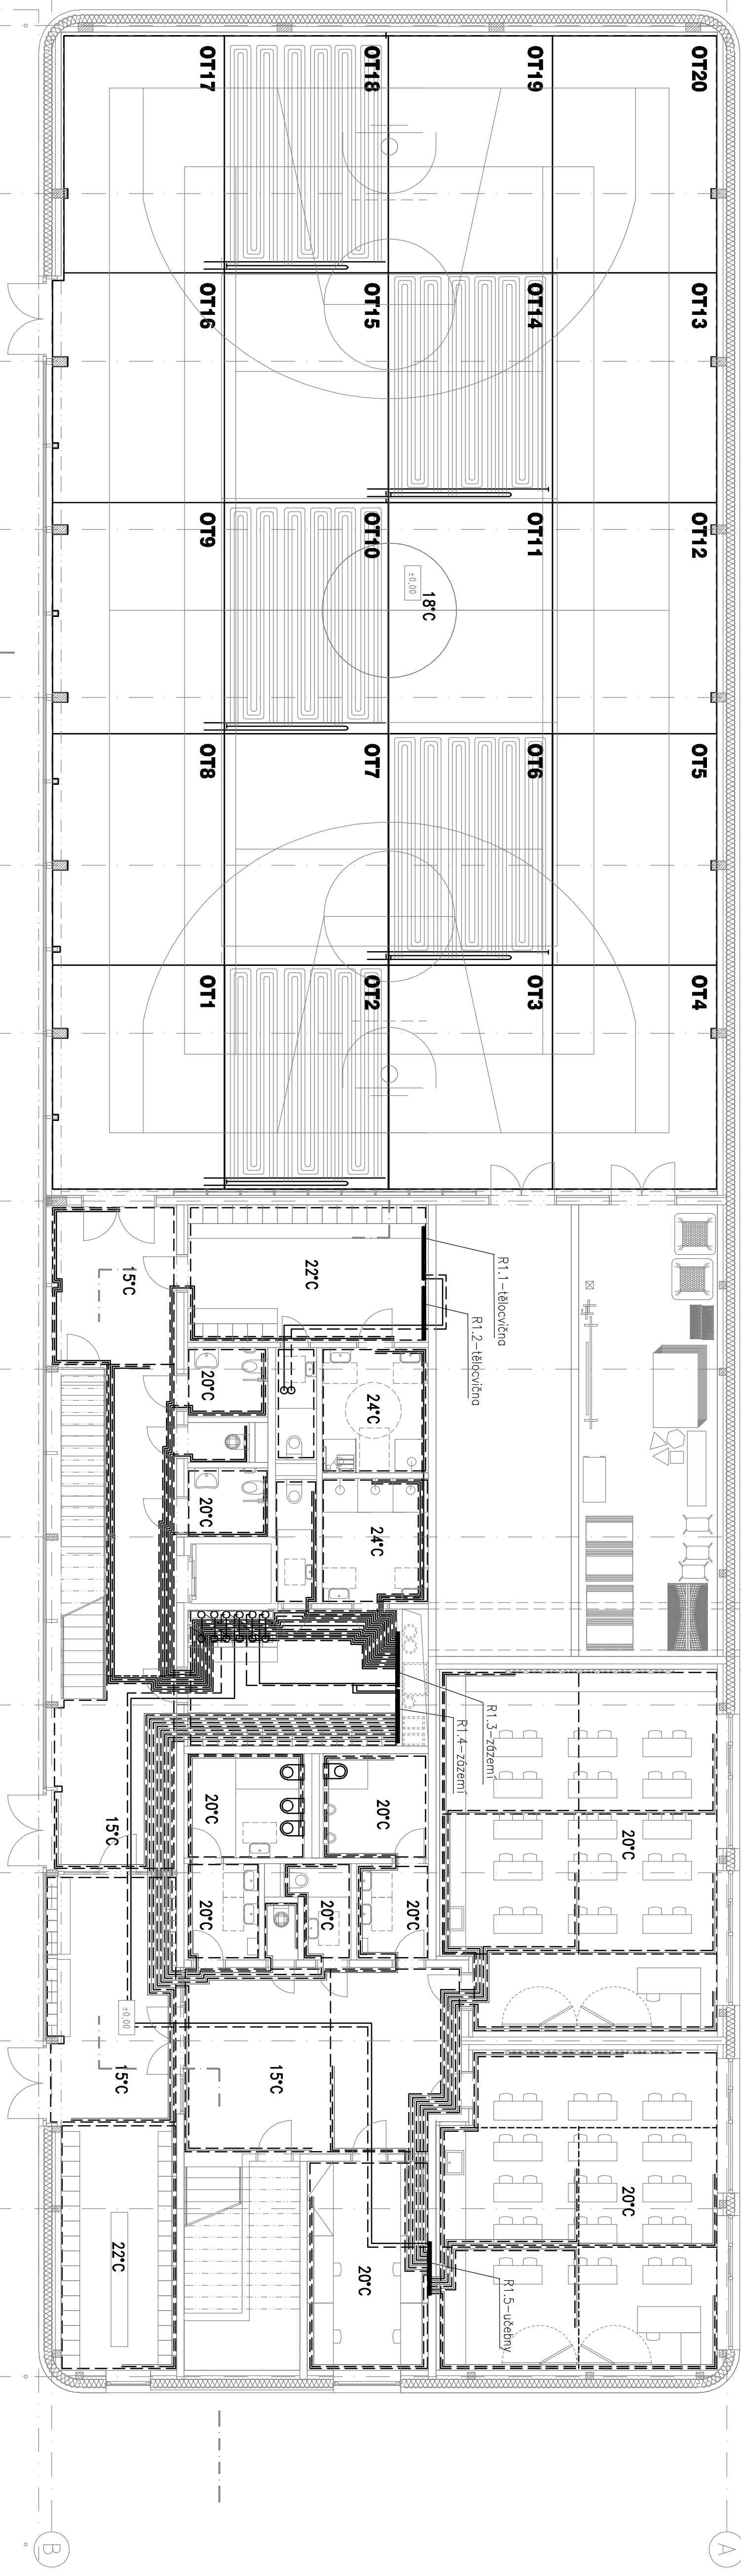 OT17
OT18
OT19
OT20
OT16
OT15
OT14
OT13
OT9
OT10
OT11
OT12
18°C
±0,00
OT8
OT7
OT6
OT5
OT1
OT2
OT3
OT4
R1.1-tělocvična
R1.2-tělocvična
15°C
22°C
20°C
24°C
20°C
24°C
R1.3-zázemí
R1.4-zázemí
15°C
20°C
20°C
20°C
20°C
20°C
20°C
±0,00
15°C
15°C
20°C
22°C
20°C
R1.5-učebny
B
A